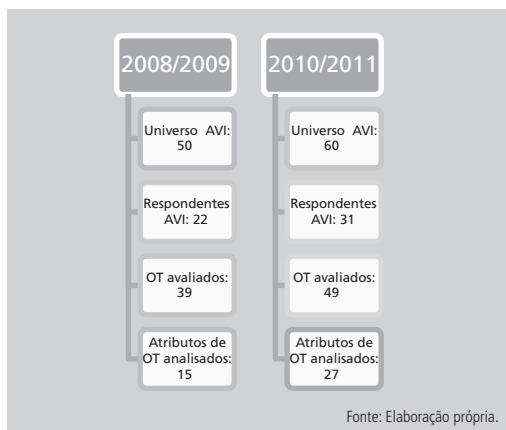 2008/2009
Universo AVI:
50
Respondentes
AVI: 22
OT avaliados:
39
Atributos de
OT analisados:
15
2010/2011
Universo AVI:
60
Respondentes
AVI: 31
OT avaliados:
49
Atributos de
OT analisados:
27
Fonte: Elaboração própria.